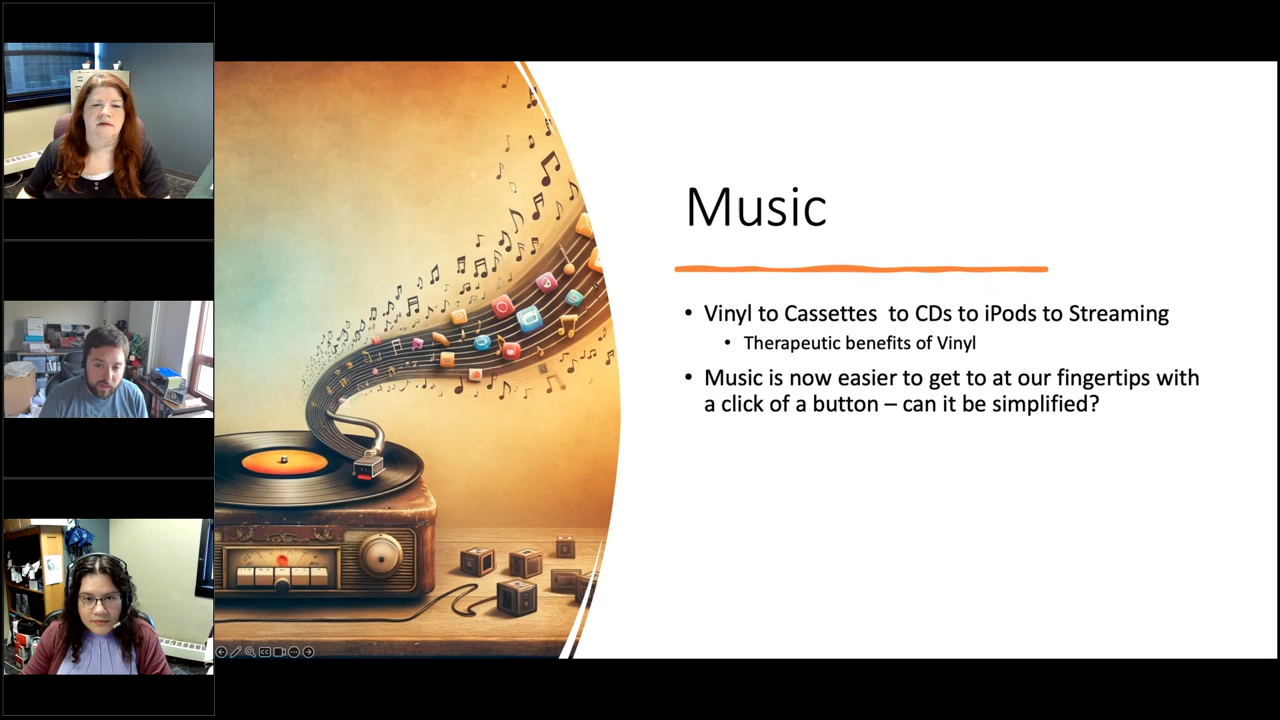 Music
• Vinyl to Cassettes  to CDs to iPods to Streaming
• Therapeutic benefits of Vinyl
• Music is now easier to get to at our fingertips with
a click of a button – can it be simplified?